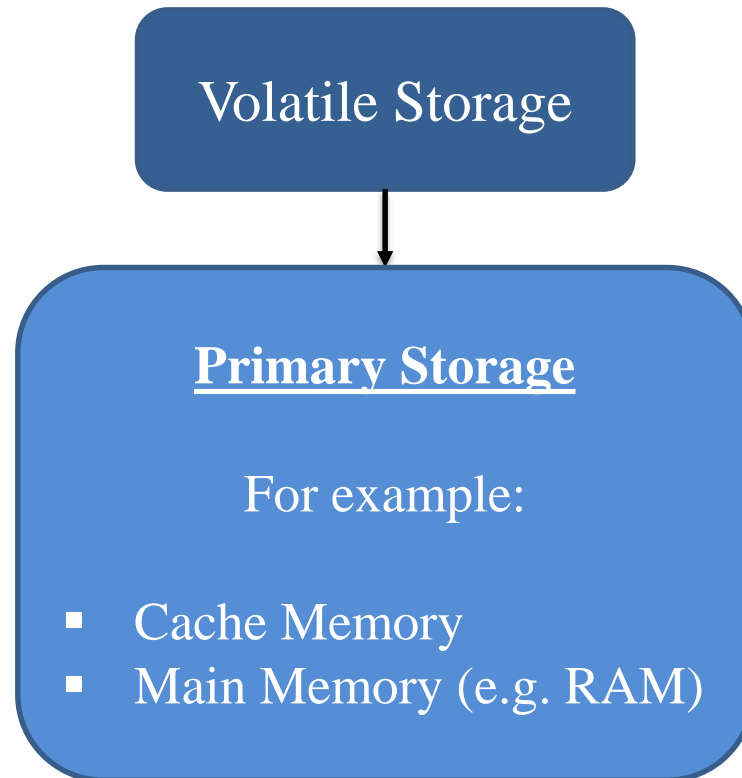 Volatile Storage
Primary Storage
For example:
▪ Cache Memory
▪ Main Memory (e.g. RAM)